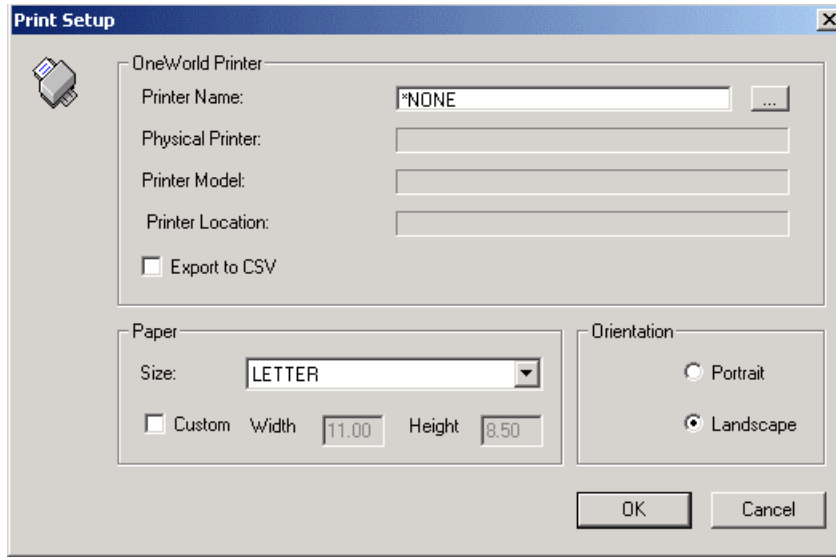 Print Setup
OneWorld Printer
Printer Name: *NONE ...
Physical Printer:
Printer Model:
Printer Location:
Export to CSV
Paper
Size: LETTER
Custom Width 11.00 Height 8.50
Orientation
Portrait
Landscape
OK Cancel